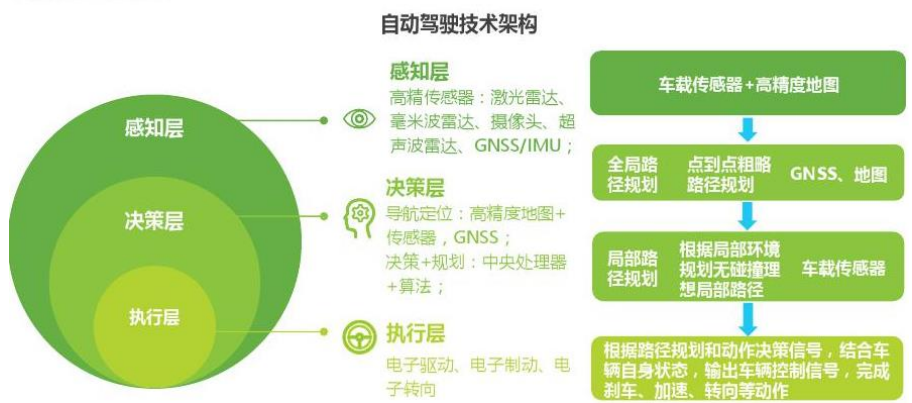 自动驾驶技术架构
感知层
决策层
执行层
感知层
高精传感器：激光雷达、
毫米波雷达、摄像头、超
声波雷达、GNSS/IMU；
决策层
导航定位：高精度地图+
传感器，GNSS；
决策+规划：中央处理器
+算法；
执行层
电子驱动、电子制动、电
子转向
车载传感器+高精度地图
全局路
径规划
点到点粗略
路径规划
GNSS、地图
局部路
径规划
根据局部环境
规划无碰撞理
想局部路径
车载传感器
根据路径规划和动作决策信号，结合车
辆自身状态，输出车辆控制信号，完成
刹车、加速、转向等动作